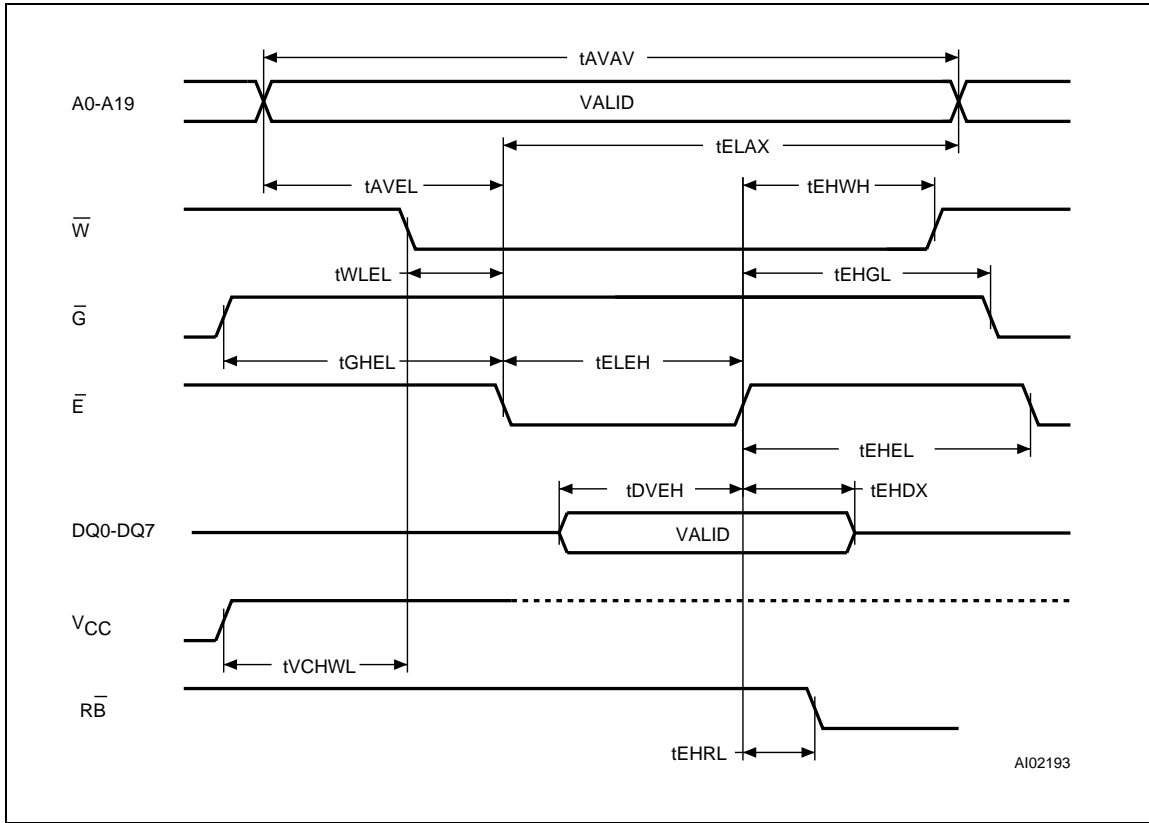 tAVAV
A0-A19
VALID
tELAX
tAVEL
tEHWH
W̅
tWLEL
tEHGL
G̅
tGHEL
tELEH
E̅
tEHEL
tDVEH
tEHDX
DQ0-DQ7
VALID
VCC
tVCHWL
RB̅
tEHRL
AI02193